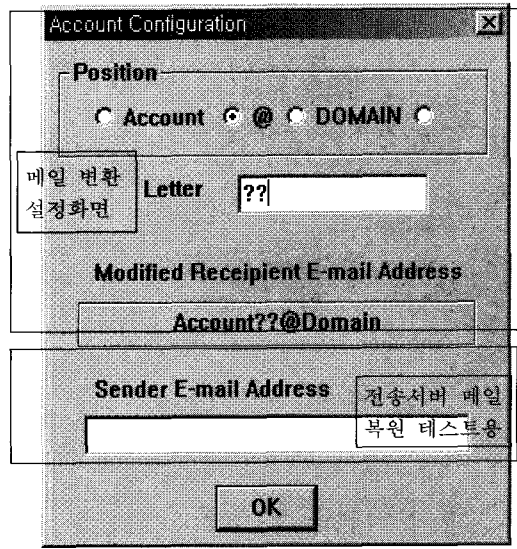 Account Configuration
Position
Account @ DOMAIN
메일 변환
설정화면
Letter ??
Modified Receipient E-mail Address
Account??@Domain
Sender E-mail Address
전송서버 메일
복원 테스트용
OK